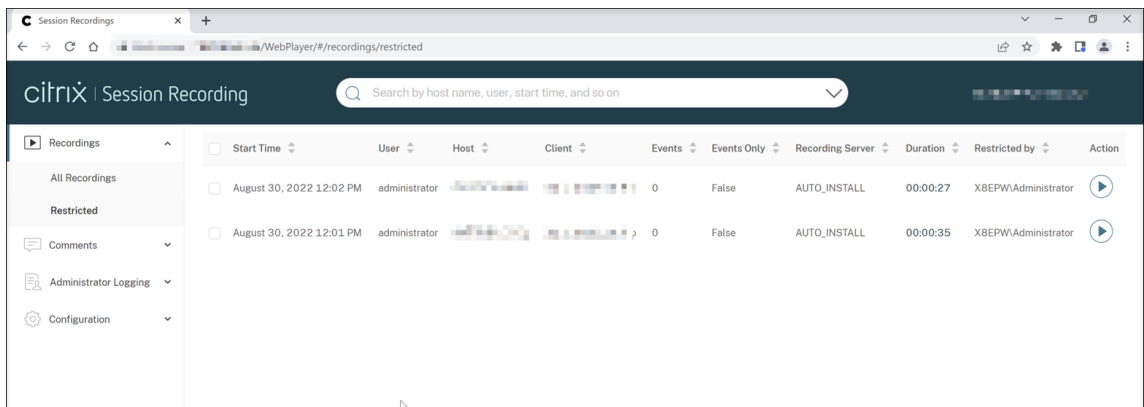 Session Recordings
/WebPlayer/#/recordings/restricted
citrix | Session Recording
Search by host name, user, start time, and so on
Recordings
All Recordings
Restricted
Comments
Administrator Logging
Configuration
Start Time User Host Client Events Events Only Recording Server Duration Restricted by Action
August 30, 2022 12:02 PM administrator 0 False AUTO_INSTALL 00:00:27 X8EPW\Administrator
August 30, 2022 12:01 PM administrator 0 False AUTO_INSTALL 00:00:35 X8EPW\Administrator